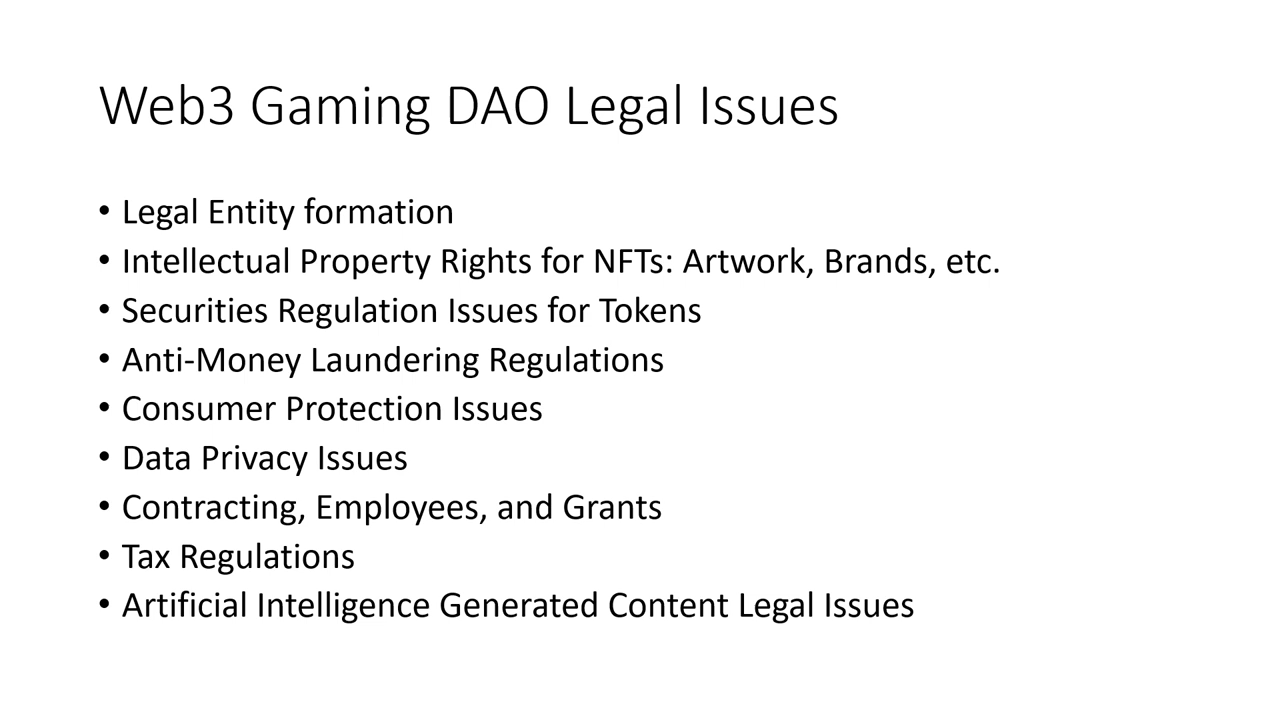 Web3 Gaming DAO Legal Issues
• Legal Entity formation
• Intellectual Property Rights for NFTs: Artwork, Brands, etc.
• Securities Regulation Issues for Tokens
• Anti-Money Laundering Regulations
• Consumer Protection Issues
• Data Privacy Issues
• Contracting, Employees, and Grants
• Tax Regulations
• Artificial Intelligence Generated Content Legal Issues